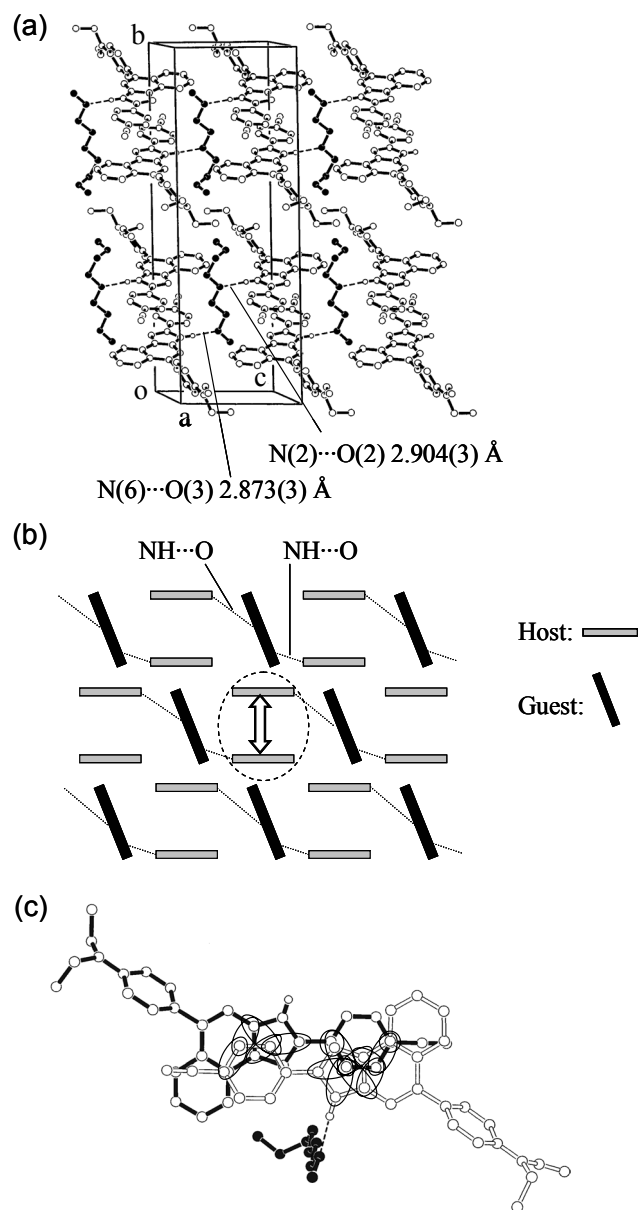 (a)
b
o
c
a
N(2)···O(2) 2.904(3) Å
N(6)···O(3) 2.873(3) Å
(b)
NH···O NH···O
Host:
Guest:
(c)